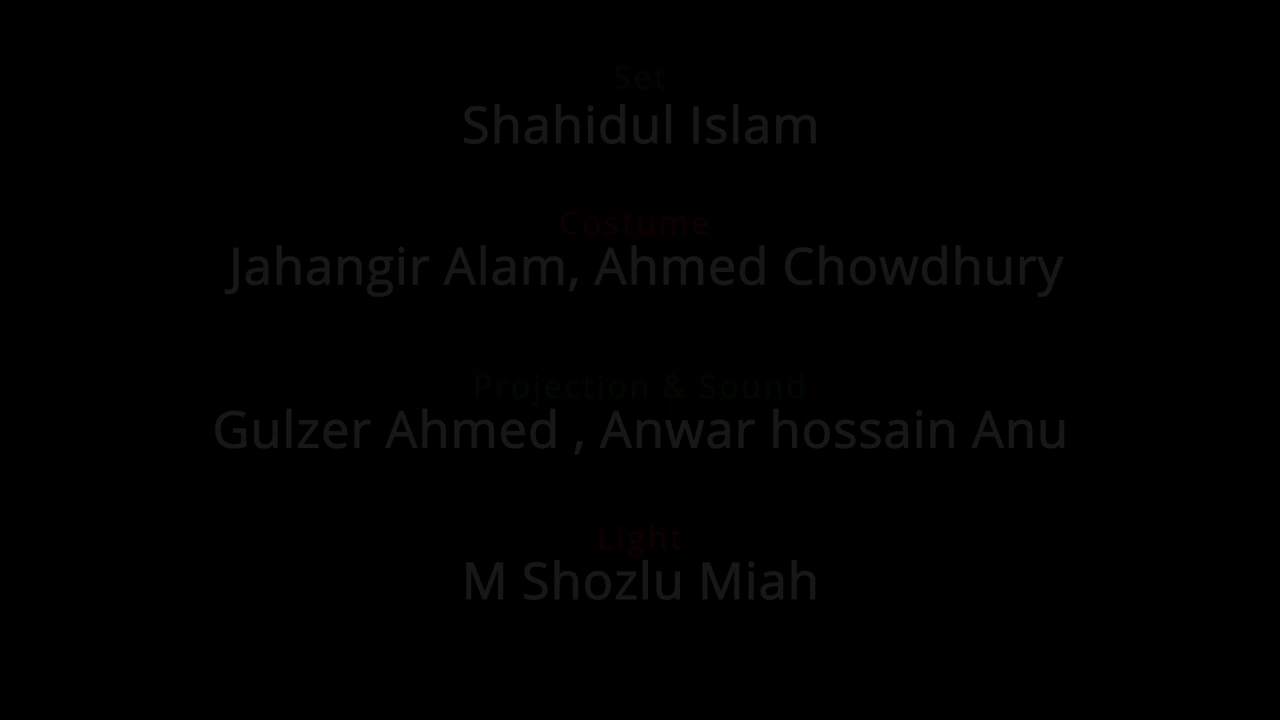 Set
Shahidul Islam
Costume
Jahangir Alam, Ahmed Chowdhury
Projection & Sound
Gulzer Ahmed , Anwar hossain Anu
Light
M Shozlu Miah